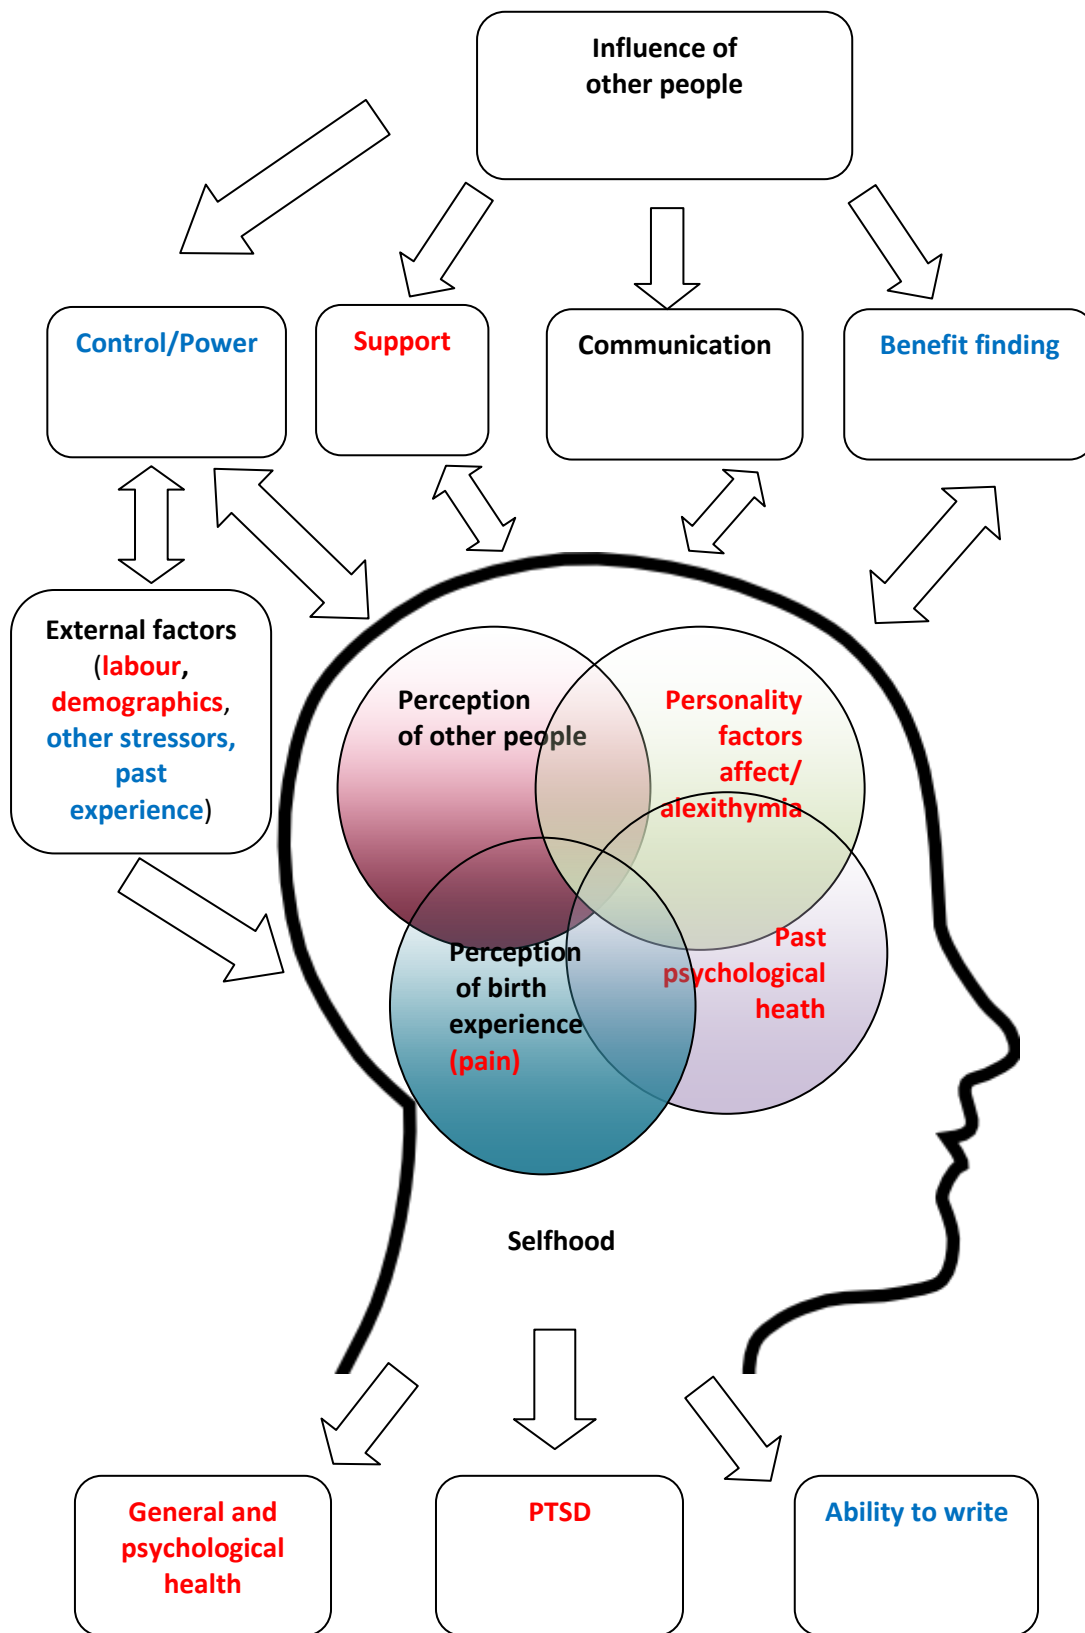 Influence of
other people
Control/Power
Support
Communication
Benefit finding
External factors
(labour,
demographics,
other stressors,
past
experience)
Perception
of other people
Personality
factors
affect/
alexithymia
Perception
of birth
experience
(pain)
Past
psychological
heath
Selfhood
General and
psychological
health
PTSD
Ability to write